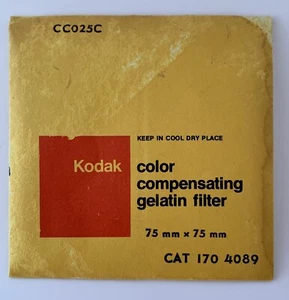 CC025C
KEEP IN COOL DRY PLACE
Kodak
color
compensating
gelatin filter
75 mm x 75 mm
CAT 170 4089